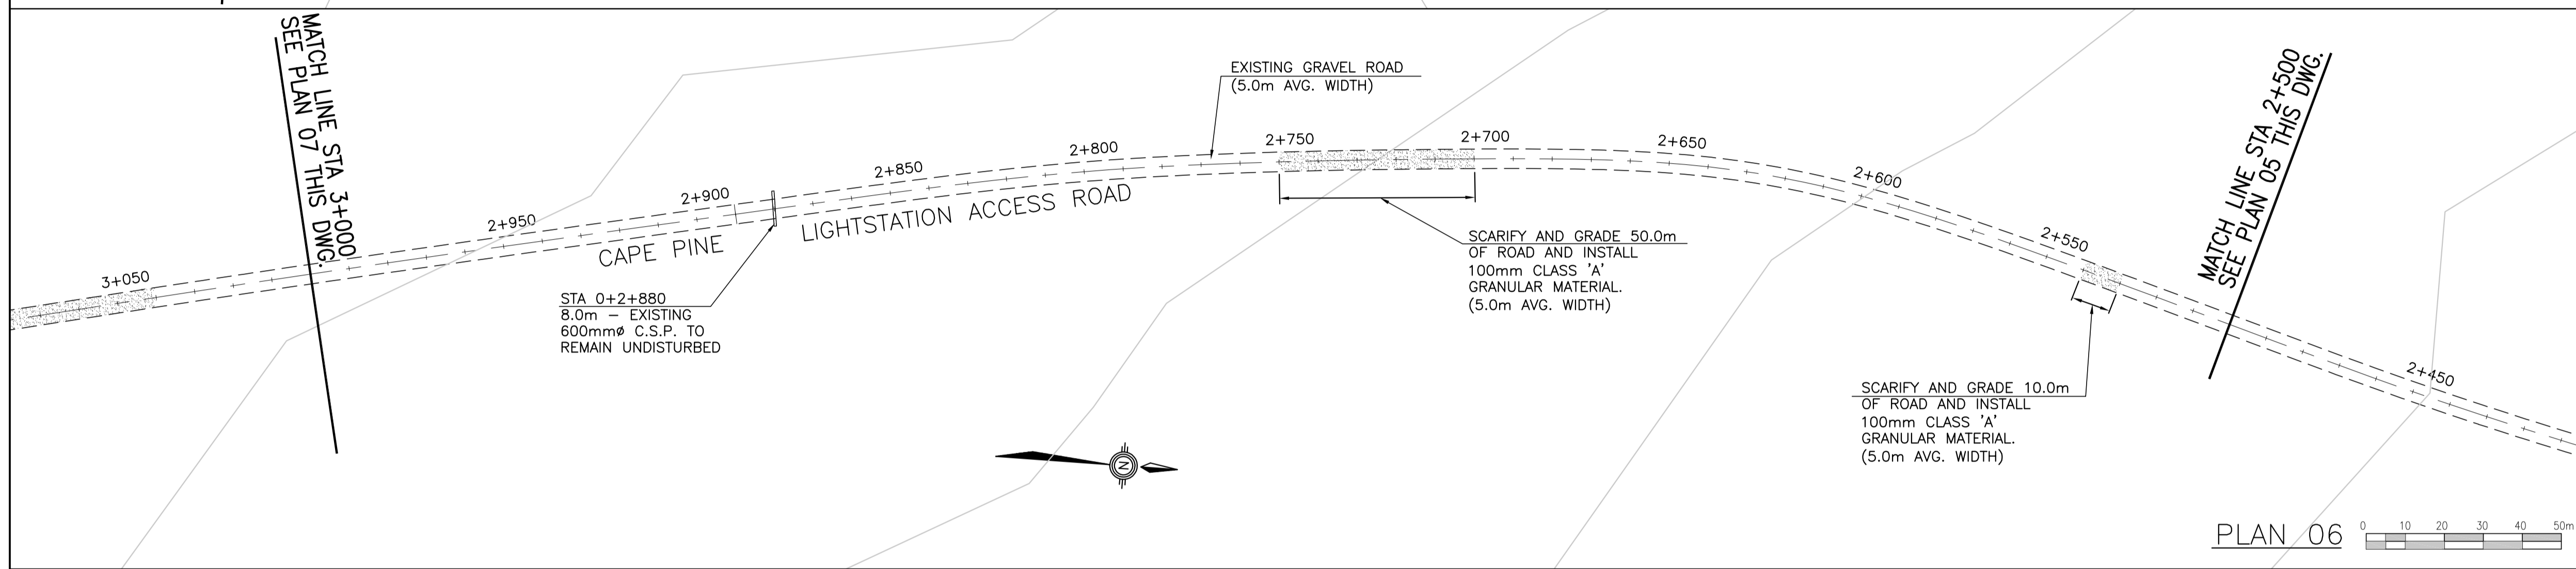 MATCH LINE STA 3+000
SEE PLAN 07 THIS DWG.
3+050
2+950
2+900
2+850
2+800
2+750
2+700
2+650
2+600
2+550
2+450
CAPE PINE LIGHTSTATION ACCESS ROAD
EXISTING GRAVEL ROAD
(5.0m AVG. WIDTH)
STA 0+2+880
8.0m – EXISTING
600mmø C.S.P. TO
REMAIN UNDISTURBED
SCARIFY AND GRADE 50.0m
OF ROAD AND INSTALL
100mm CLASS 'A'
GRANULAR MATERIAL.
(5.0m AVG. WIDTH)
SCARIFY AND GRADE 10.0m
OF ROAD AND INSTALL
100mm CLASS 'A'
GRANULAR MATERIAL.
(5.0m AVG. WIDTH)
MATCH LINE STA 2+500
SEE PLAN 05 THIS DWG.
N
PLAN 06
0 10 20 30 40 50m